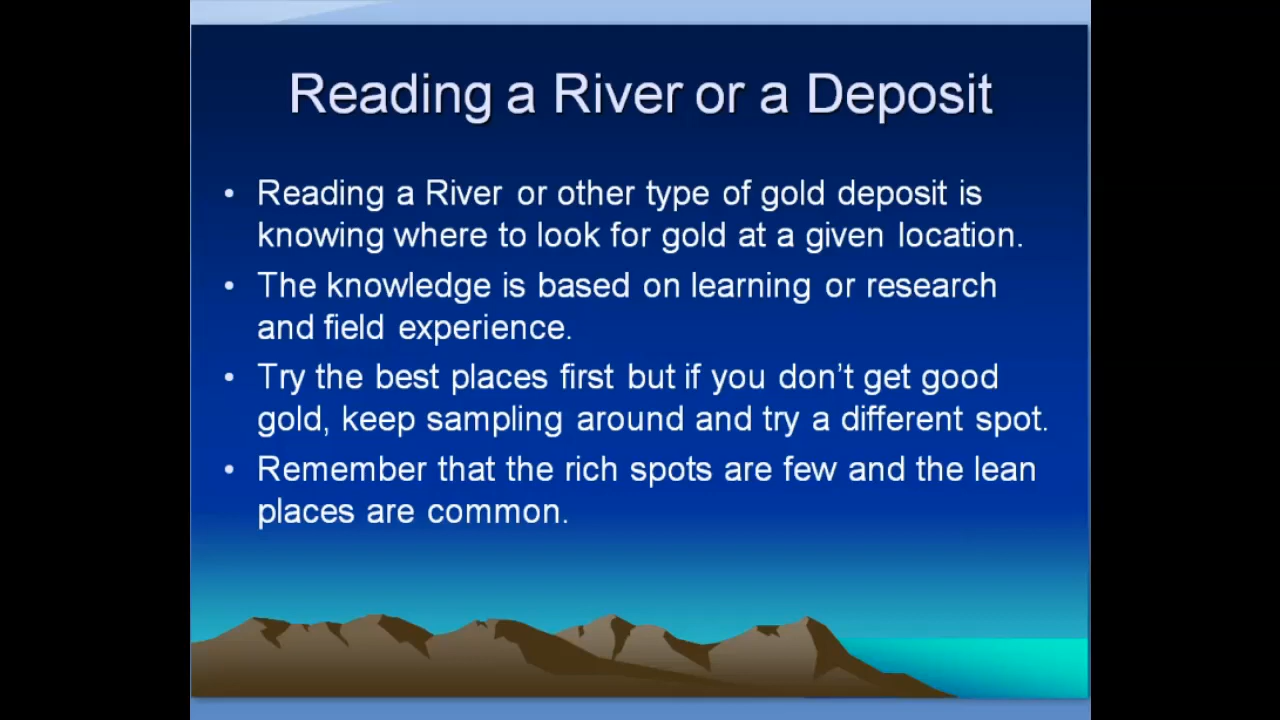 Reading a River or a Deposit
• Reading a River or other type of gold deposit is
knowing where to look for gold at a given location.
• The knowledge is based on learning or research
and field experience.
• Try the best places first but if you don't get good
gold, keep sampling around and try a different spot.
• Remember that the rich spots are few and the lean
places are common.